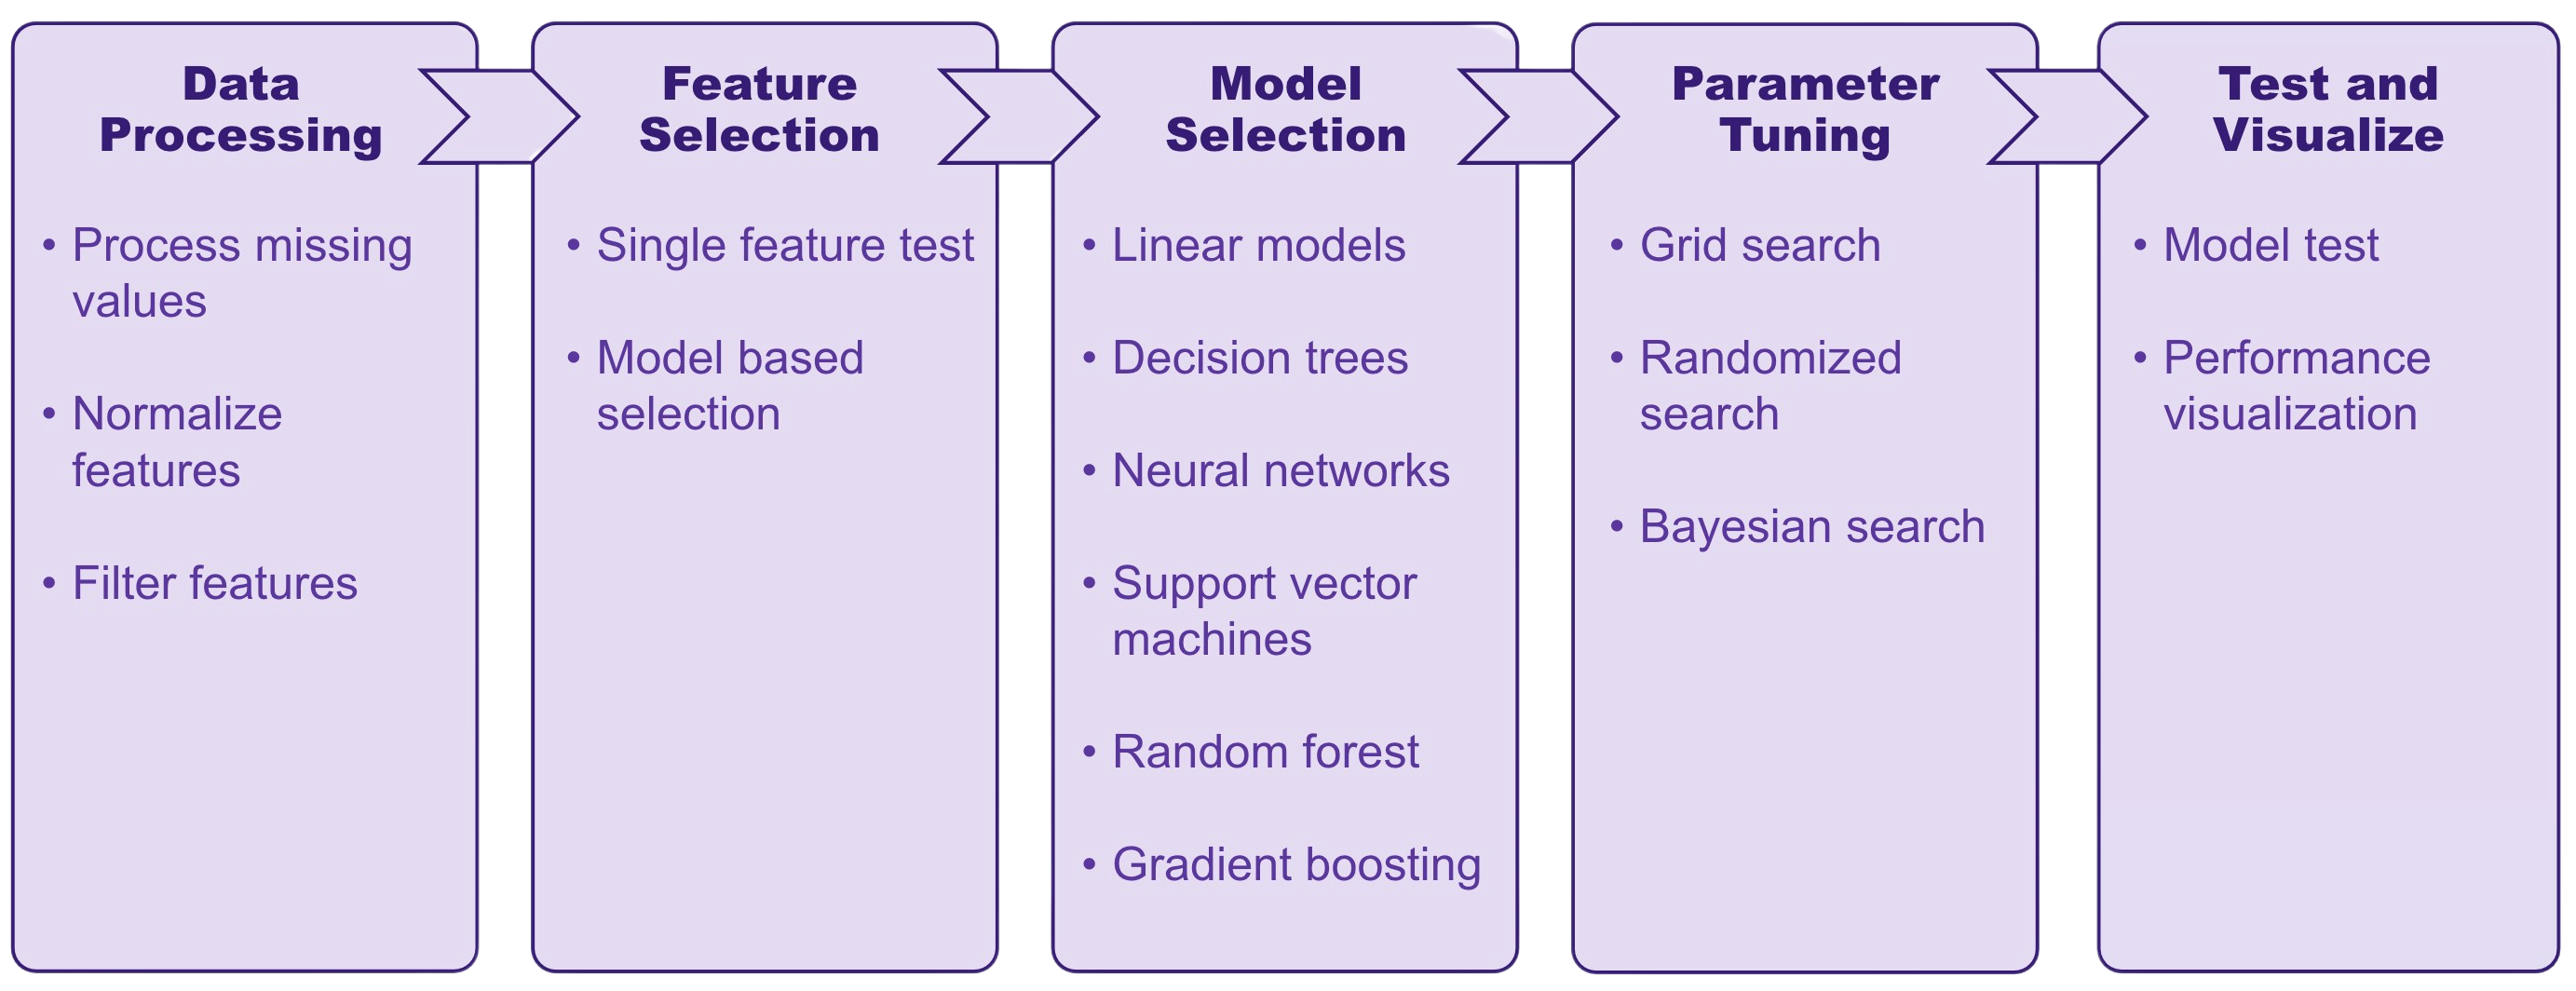 Data
Processing
• Process missing
values
• Normalize
features
• Filter features
Feature
Selection
• Single feature test
• Model based
selection
Model
Selection
• Linear models
• Decision trees
• Neural networks
• Support vector
machines
• Random forest
• Gradient boosting
Parameter
Tuning
• Grid search
• Randomized
search
• Bayesian search
Test and
Visualize
• Model test
• Performance
visualization